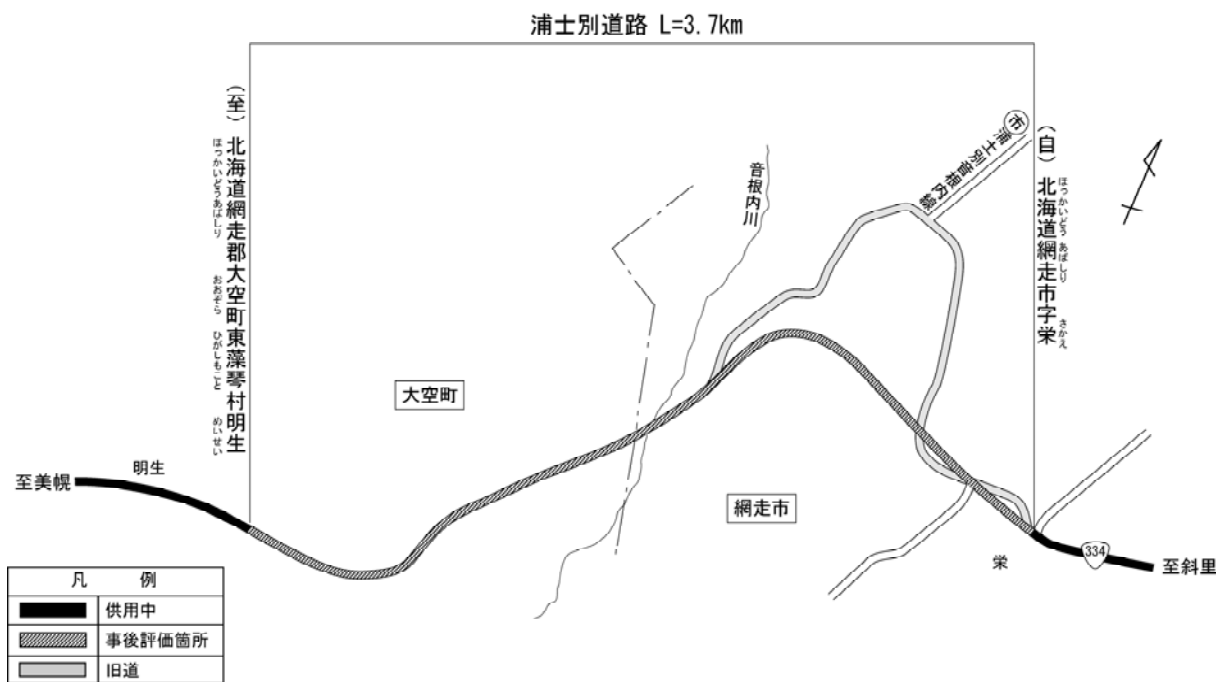 浦士別道路 L=3.7km
(至)北海道網走郡大空町東藻琴村明生
ほっかいどうあばしり
おおぞら
ひがしもこと
めいせい
(自)北海道網走市字栄
ほっかいどう あばしり
さかえ
市
浦士別音根内線
音根内川
大空町
網走市
至美幌
明生
栄
334
至斜里
凡 例
供用中
事後評価箇所
旧道